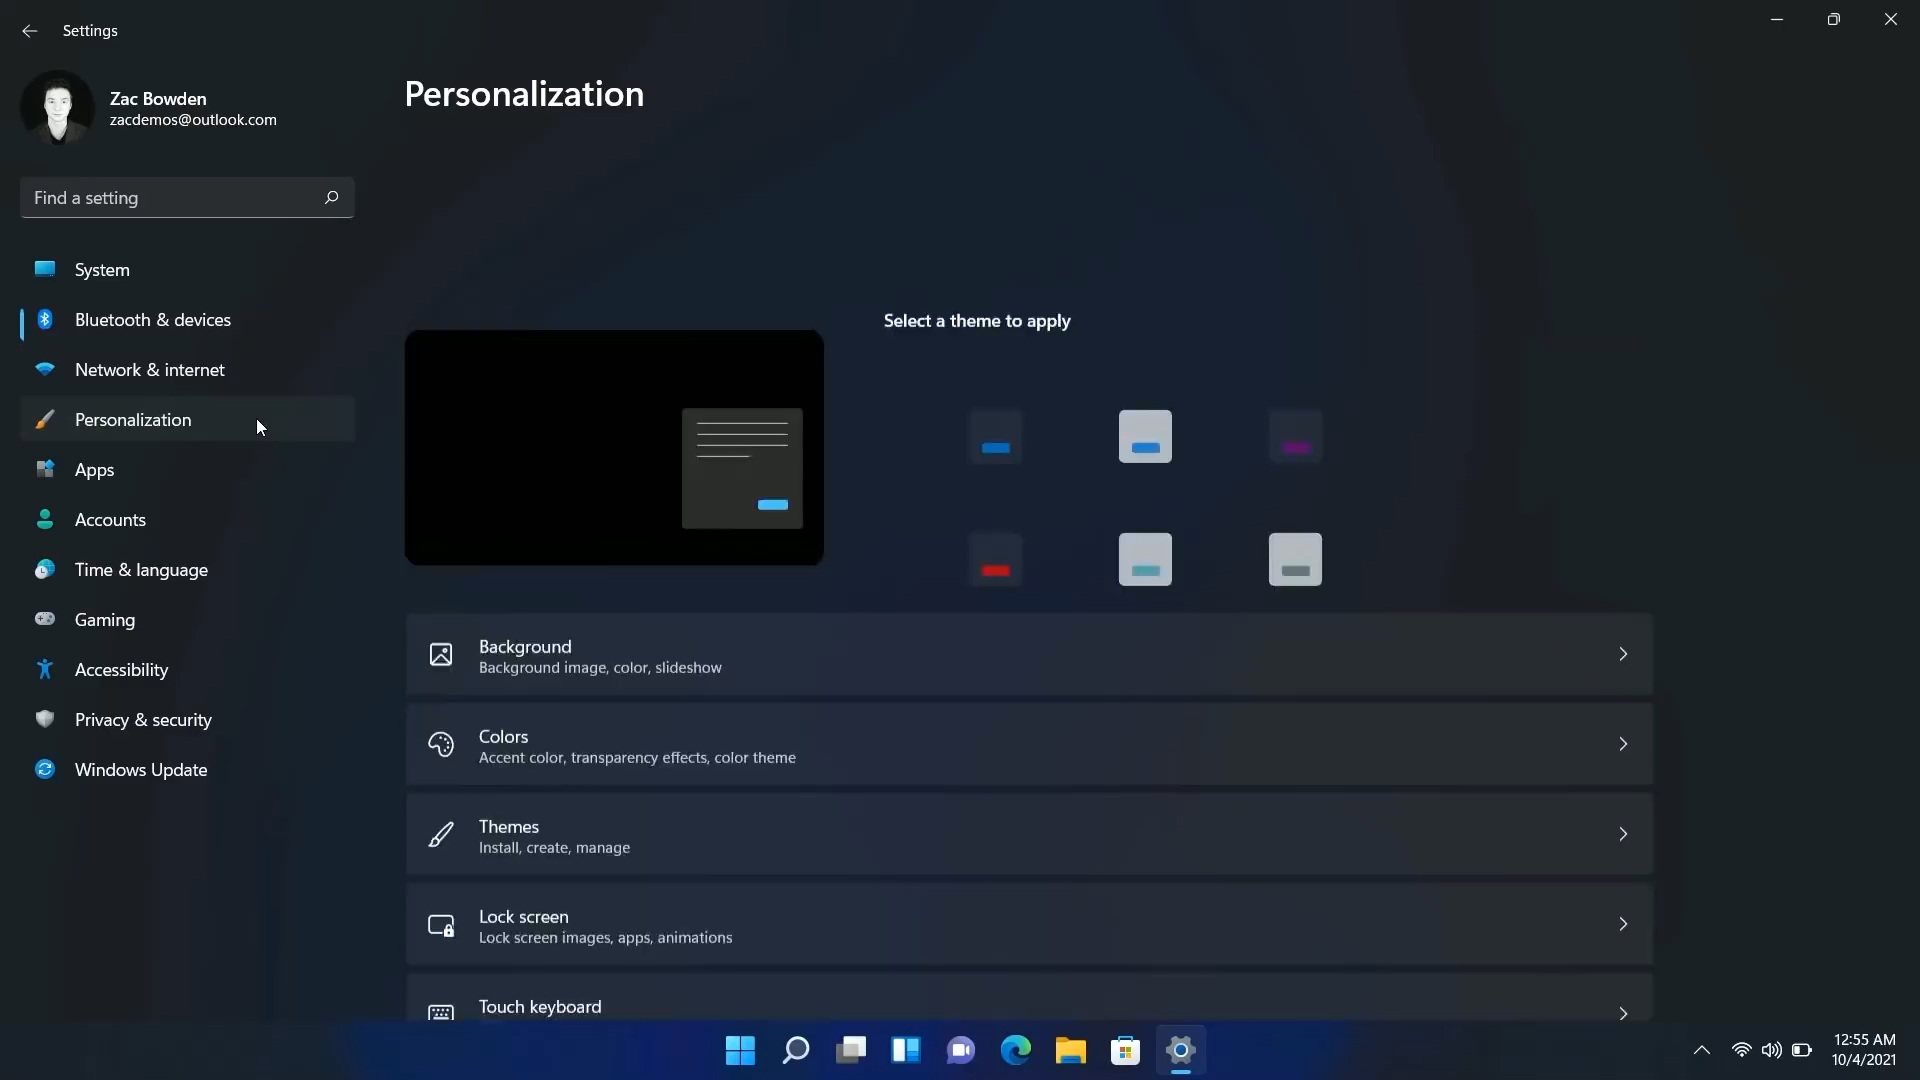 Settings
Zac Bowden
zacdemos@outlook.com
Find a setting
System
Bluetooth & devices
Network & internet
Personalization
Apps
Accounts
Time & language
Gaming
Accessibility
Privacy & security
Windows Update
Personalization
Select a theme to apply
Background
Background image, color, slideshow
Colors
Accent color, transparency effects, color theme
Themes
Install, create, manage
Lock screen
Lock screen images, apps, animations
Touch keyboard
12:55 AM
10/4/2021